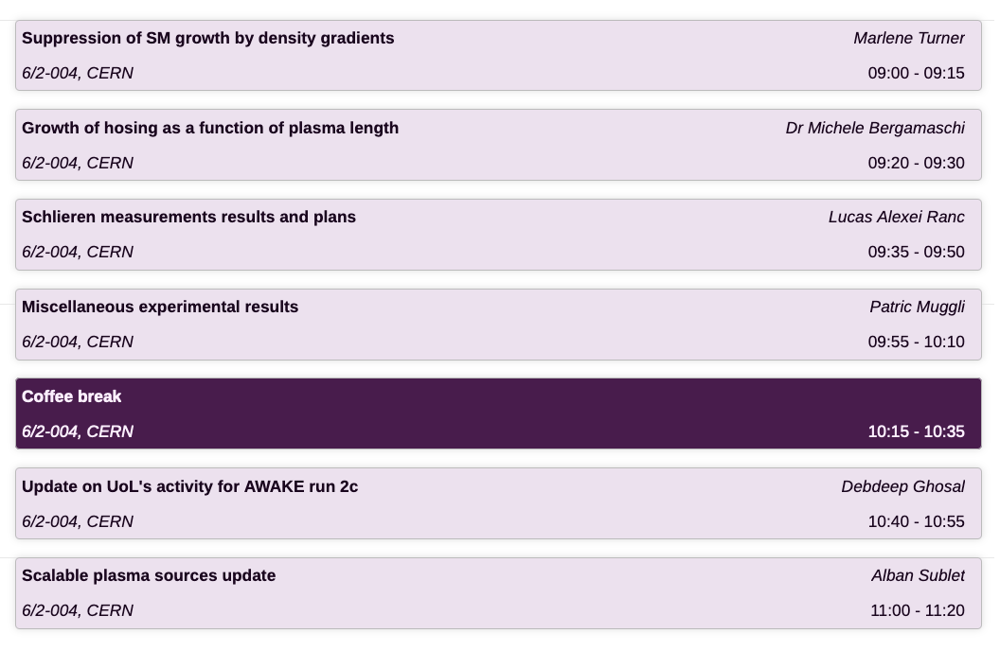 Suppression of SM growth by density gradients Marlene Turner
6/2-004, CERN 09:00 - 09:15
Growth of hosing as a function of plasma length Dr Michele Bergamaschi
6/2-004, CERN 09:20 - 09:30
Schlieren measurements results and plans Lucas Alexei Ranc
6/2-004, CERN 09:35 - 09:50
Miscellaneous experimental results Patric Muggli
6/2-004, CERN 09:55 - 10:10
Coffee break
6/2-004, CERN 10:15 - 10:35
Update on UoL's activity for AWAKE run 2c Debdeep Ghosal
6/2-004, CERN 10:40 - 10:55
Scalable plasma sources update Alban Sublet
6/2-004, CERN 11:00 - 11:20